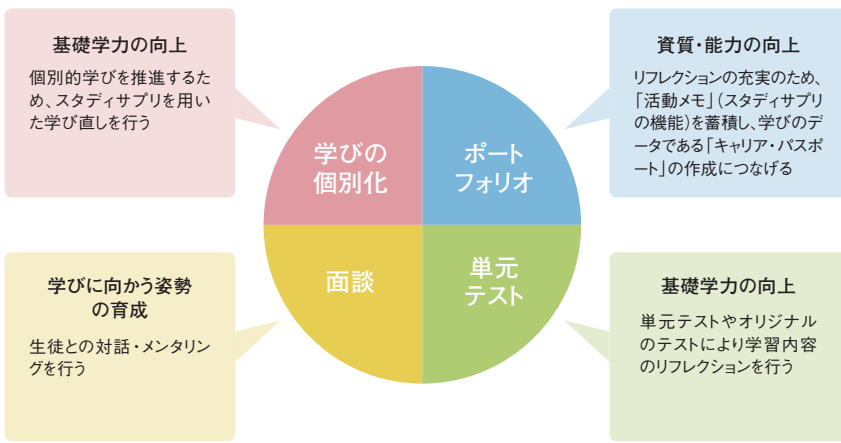 基礎学力の向上
個別的学びを推進するた
め、スタディサプリを用い
た学び直しを行う
資質・能力の向上
リフレクションの充実のため、
「活動メモ」(スタディサプリ
の機能)を蓄積し、学びのデ
ータである「キャリア・パスポ
ート」の作成につなげる
学びの
個別化
ポート
フォリオ
面談
単元
テスト
学びに向かう姿勢
の育成
生徒との対話・メンタリン
グを行う
基礎学力の向上
単元テストやオリジナル
のテストにより学習内容
のリフレクションを行う